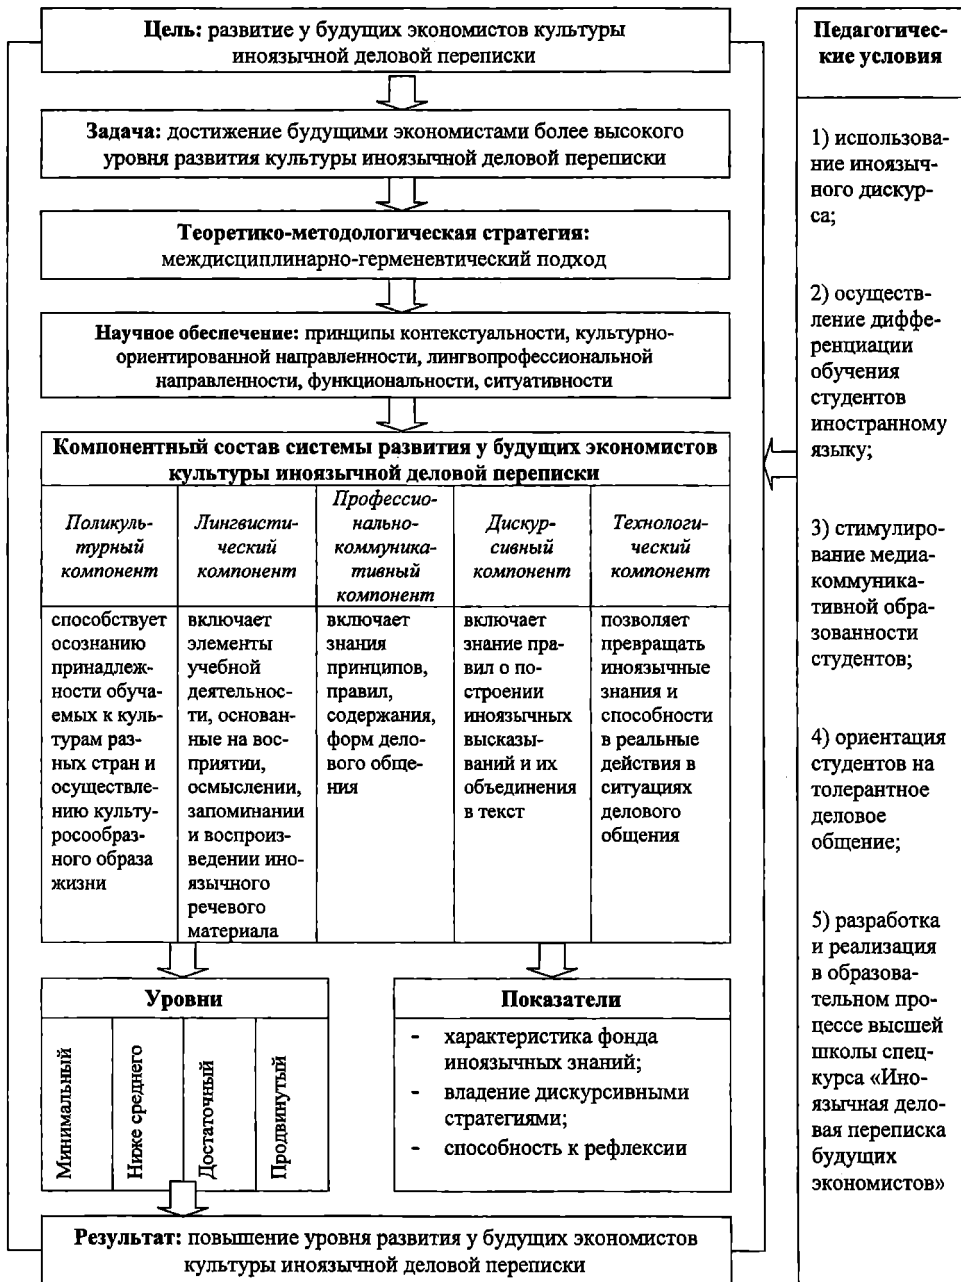 Цель: развитие у будущих экономистов культуры
иноязычной деловой переписки
Задача: достижение будущими экономистами более высокого
уровня развития культуры иноязычной деловой переписки
Теоретико-методологическая стратегия:
междисциплинарно-герменевтический подход
Научное обеспечение: принципы контекстуальности, культурно-
ориентированной направленности, лингвопрофессиональной
направленности, функциональности, ситуативности
Компонентный состав системы развития у будущих экономистов
культуры иноязычной деловой переписки
Поликуль-
турный
компонент
Лингвисти-
ческий
компонент
Профессио-
нально-
коммуника-
тивный
компонент
Дискур-
сивный
компонент
Технологи-
ческий
компонент
способствует
осознанию
принадлеж-
ности обуча-
емых к куль-
турам раз-
ных стран и
осуществле-
нию культу-
росообраз-
ного образа
жизни
включает
элементы
учебной
деятельнос-
ти, основан-
ные на вос-
приятии,
осмыслении,
запоминании
и воспроиз-
ведении ино-
язычного
речевого
материала
включает
знания
принципов,
правил,
содержания,
форм дело-
вого обще-
ния
включает
знание пра-
вил о по-
строении
иноязычных
высказы-
ваний и их
объединения
в текст
позволяет
превращать
иноязычные
знания и
способности
в реальные
действия в
ситуациях
делового
общения
Уровни
Минимальный
Ниже среднего
Достаточный
Продвинутый
Показатели
- характеристика фонда
иноязычных знаний;
- владение дискурсивными
стратегиями;
- способность к рефлексии
Результат: повышение уровня развития у будущих экономистов
культуры иноязычной деловой переписки
Педагогичес-
кие условия
1) использова-
ние иноязыч-
ного дискур-
са;
2) осуществ-
ление диффе-
ренциации
обучения
студентов
иностранному
языку;
3) стимулиро-
вание медиа-
коммуника-
тивной обра-
зованности
студентов;
4) ориентация
студентов на
толерантное
деловое
общение;
5) разработка
и реализация
в образова-
тельном про-
цессе высшей
школы спец-
курса «Ино-
язычная дело-
вая переписка
будущих
экономистов»